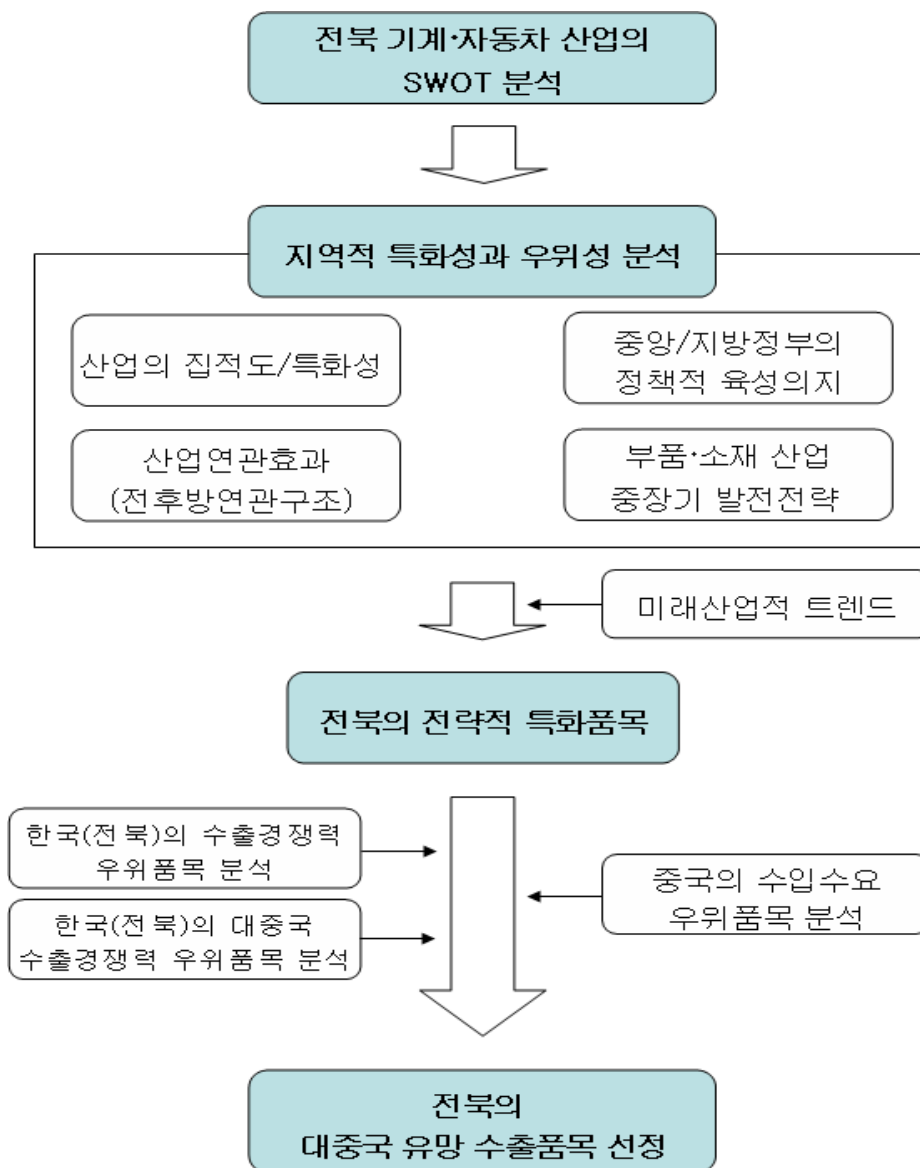 전북 기계·자동차 산업의
SWOT 분석
지역적 특화성과 우위성 분석
산업의 집적도/특화성
중앙/지방정부의
정책적 육성의지
산업연관효과
(전후방연관구조)
부품·소재 산업
중장기 발전전략
미래산업적 트렌드
전북의 전략적 특화품목
한국(전북)의 수출경쟁력
우위품목 분석
한국(전북)의 대중국
수출경쟁력 우위품목 분석
중국의 수입수요
우위품목 분석
전북의
대중국 유망 수출품목 선정